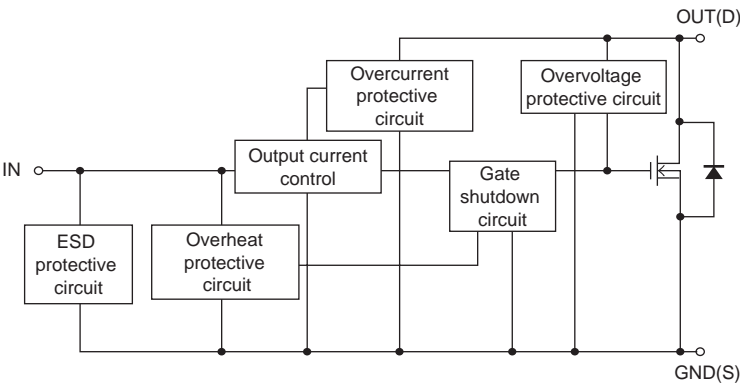 OUT(D)
Overcurrent
protective
circuit
Overvoltage
protective circuit
IN
Output current
control
Gate
shutdown
circuit
ESD
protective
circuit
Overheat
protective
circuit
GND(S)